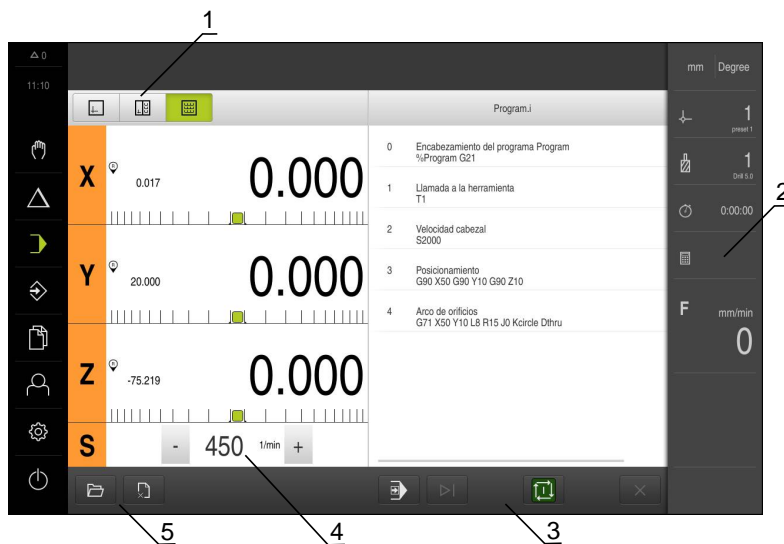 1
0
11:10
mm Degree
Program.i
1
preset 1
1
Drill 5.0
0:00:00
2
F mm/min
0
X R 0.017 0.000
Y R 20.000 0.000
Z R -75.219 0.000
S - 450 1/min +
0 Encabezamiento del programa Program
%Program G21
1 Llamada a la herramienta
T1
2 Velocidad cabezal
S2000
3 Posicionamiento
G90 X50 G90 Y10 G90 Z10
4 Arco de orificios
G71 X50 Y10 L8 R15 J0 Kcircle Dthru
5
4
3